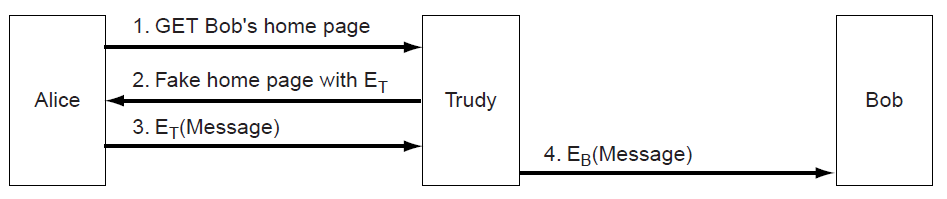 1. GET Bob's home page
2. Fake home page with E_T
Alice
Trudy
Bob
3. E_T(Message)
4. E_B(Message)